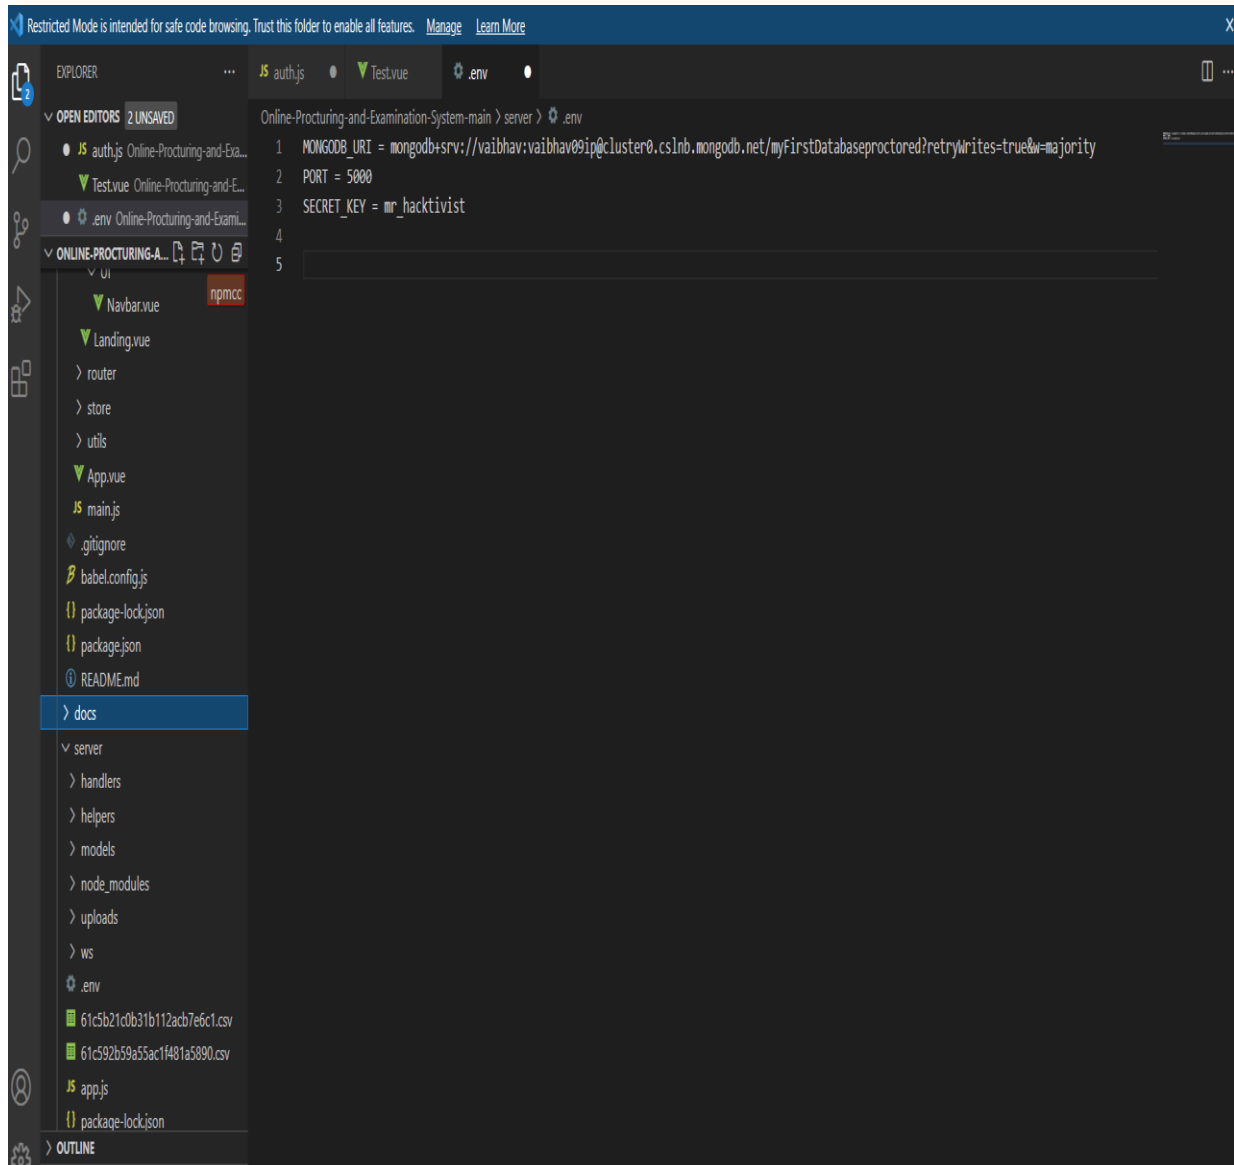 Restricted Mode is intended for safe code browsing. Trust this folder to enable all features. Manage Learn More
EXPLORER
JS auth.js
Test.vue
.env
OPEN EDITORS 2 UNSAVED
JS auth.js Online-Procturing-and-Exa...
Test.vue Online-Procturing-and-E...
.env Online-Procturing-and-Exami...
ONLINE-PROCTURING-A...
UI
npmcc
Navbar.vue
Landing.vue
router
store
utils
App.vue
JS main.js
.gitignore
babel.config.js
{} package-lock.json
{} package.json
README.md
docs
server
handlers
helpers
models
node_modules
uploads
ws
.env
61c5b21c0b31b112acb7e6c1.csv
61c592b59a55ac1f481a5890.csv
JS app.js
{} package-lock.json
OUTLINE
2
Online-Procturing-and-Examination-System-main > server > .env
1 MONGODB_URI = mongodb+srv://vaibhav:vaibhav09ip@cluster0.cslnb.mongodb.net/myFirstDatabaseproctored?retryWrites=true&w=majority
2 PORT = 5000
3 SECRET_KEY = mr_hacktivist
4
5